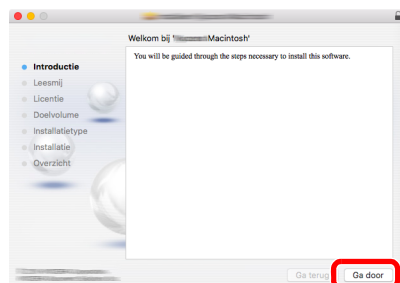 Welkom bij ' Macintosh'
You will be guided through the steps necessary to install this software.
Introductie
Leesmij
Licentie
Doelvolume
Installatietype
Installatie
Overzicht
Ga terug
Ga door